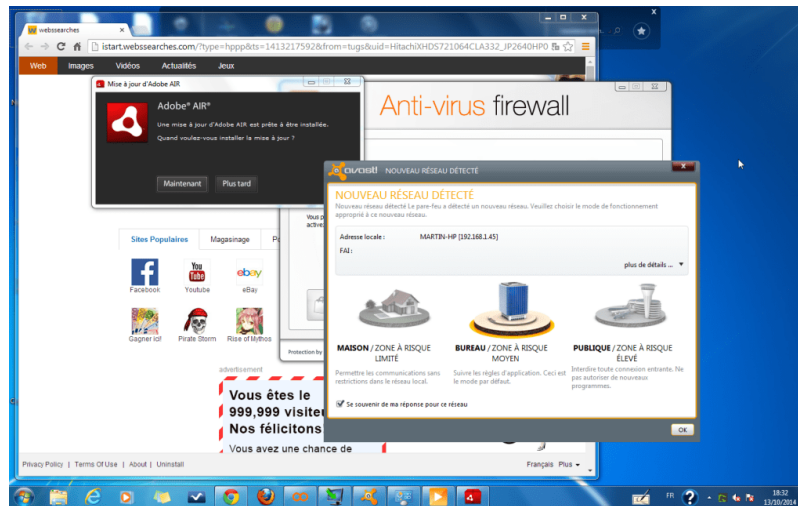 webssearches
istart.webssearches.com/?type=hppp&ts=1413217592&from=tugs&uid=HitachiXHDS721064CLA332_JP2640HP0
Web Images Vidéos Actualités Jeux
Mise à jour d'Adobe AIR
Adobe® AIR®
Une mise à jour d'Adobe AIR est prête à être installée.
Quand voulez-vous installer la mise à jour ?
Maintenant Plus tard
Anti-virus firewall
avast! NOUVEAU RÉSEAU DÉTECTÉ
NOUVEAU RÉSEAU DÉTECTÉ
Nouveau réseau détecté Le pare-feu a détecté un nouveau réseau. Veuillez choisir le mode de fonctionnement
approprié à ce nouveau réseau.
Adresse locale : MARTIN-HP [192.168.1.45]
FAI :
plus de détails ...
MAISON / ZONE À RISQUE
LIMITÉ
Permettre les communications sans
restrictions dans le réseau local.
BUREAU / ZONE À RISQUE
MOYEN
Suivre les règles d'application. Ceci est
le mode par défaut.
PUBLIQUE / ZONE À RISQUE
ÉLEVÉ
Interdire toute connexion entrante. Ne
pas autoriser de nouveaux
programmes.
Se souvenir de ma réponse pour ce réseau
OK
Vous p
active
Protection by
Sites Populaires Magasinage P
Facebook Youtube eBay
You
Tube
ebay
Gagner ici! Pirate Storm Rise of Mythos
advertisement
Vous êtes le
999,999 visite
Nos félicitons
Vous avez une chance de
Privacy Policy | Terms Of Use | About | Uninstall
Français Plus
FR
18:32
13/10/2014